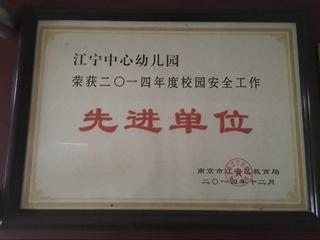 江宁中心幼儿园
荣获二〇一四年度校园安全工作
先进单位
南京市江宁区教育局
二〇一四年十二月